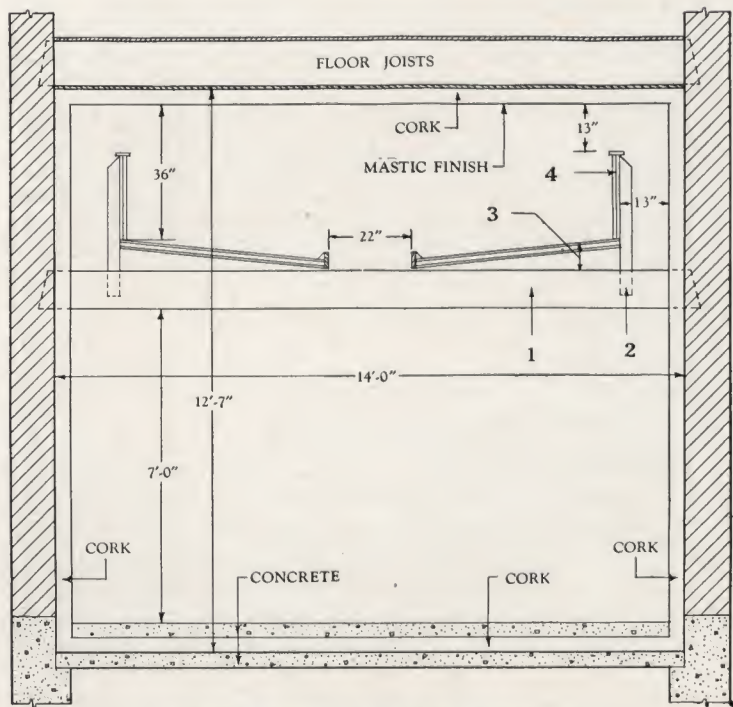 FLOOR JOISTS
CORK
13"
MASTIC FINISH
4
36"
13"
3
22"
1
2
14'-0"
12'-7"
7'-0"
CORK
CORK
CONCRETE
CORK